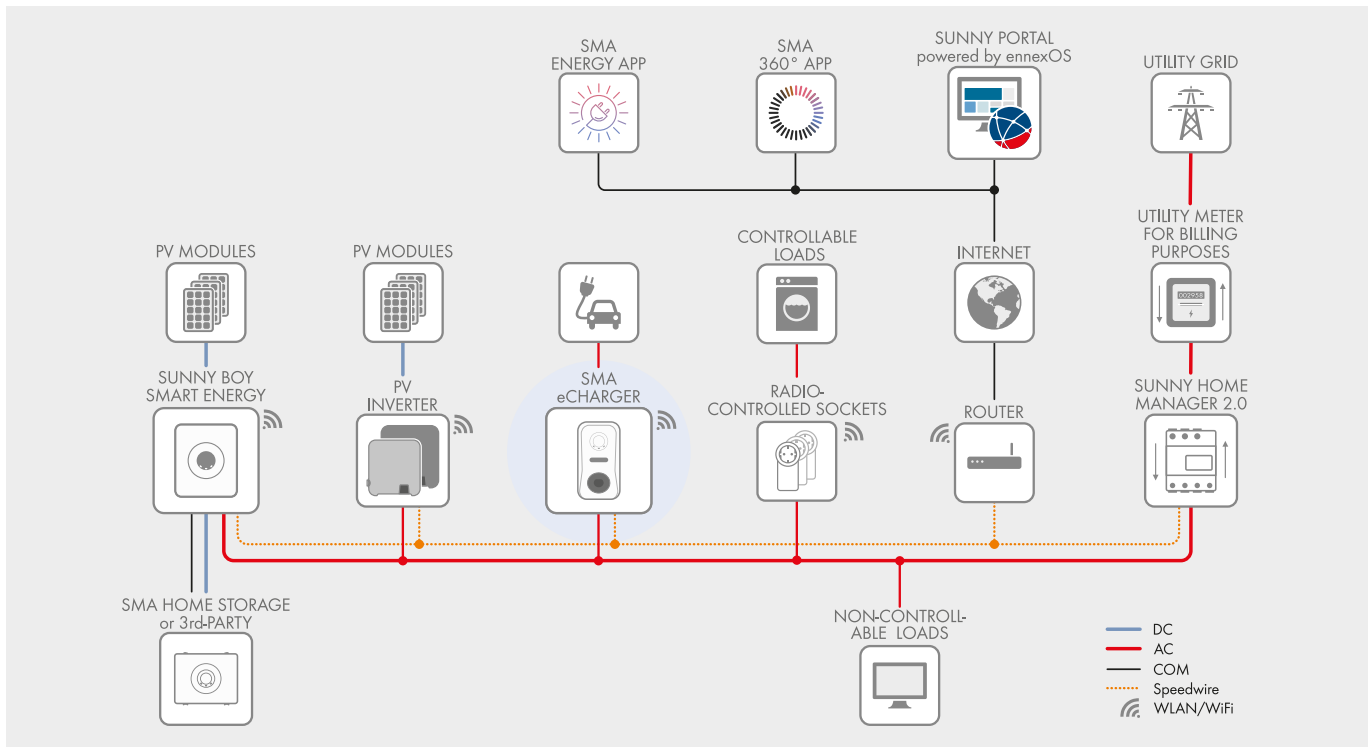 SMA
ENERGY APP
SMA
360° APP
SUNNY PORTAL
powered by ennexOS
UTILITY GRID
PV MODULES
PV MODULES
CONTROLLABLE
LOADS
INTERNET
UTILITY METER
FOR BILLING
PURPOSES
SUNNY BOY
SMART ENERGY
PV
INVERTER
SMA
eCHARGER
RADIO-
CONTROLLED SOCKETS
ROUTER
SUNNY HOME
MANAGER 2.0
SMA HOME STORAGE
or 3rd-PARTY
NON-CONTROLL-
ABLE LOADS
DC
AC
COM
Speedwire
WLAN/WiFi